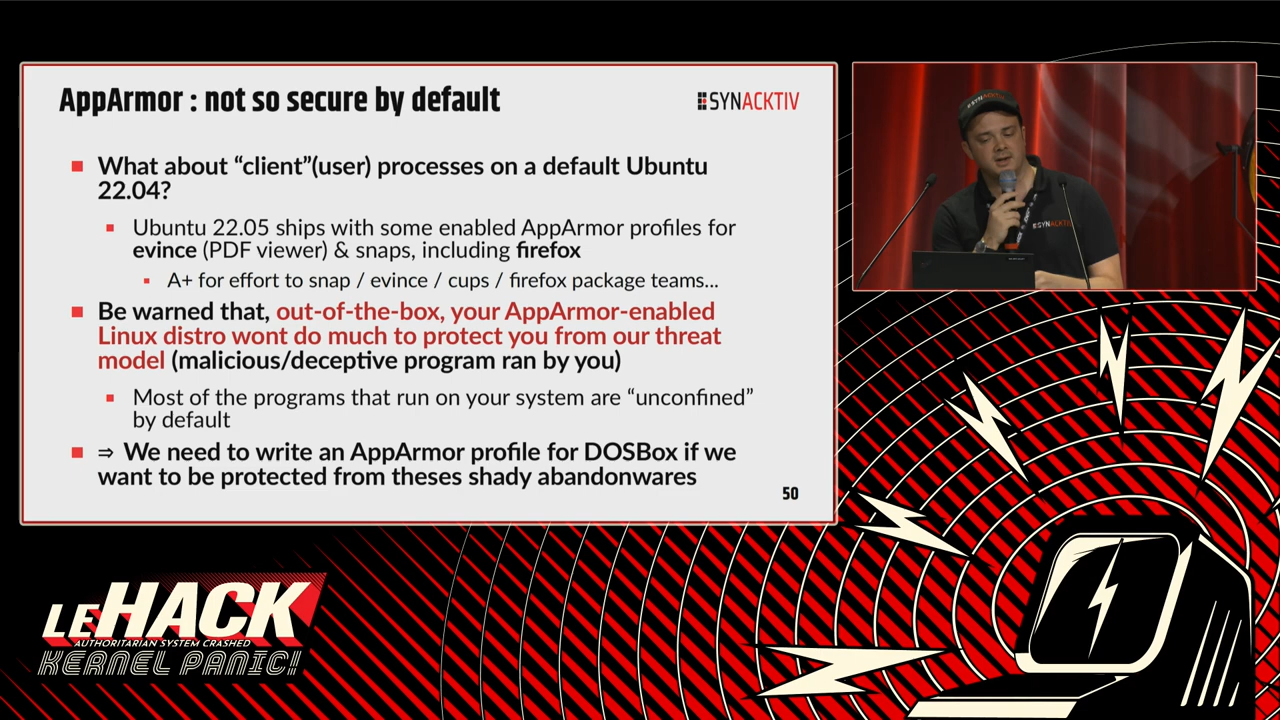 AppArmor : not so secure by default
SYNACKTIV
What about “client”(user) processes on a default Ubuntu
22.04?
Ubuntu 22.05 ships with some enabled AppArmor profiles for
evince (PDF viewer) & snaps, including firefox
A+ for effort to snap / evince / cups / firefox package teams...
Be warned that, out-of-the-box, your AppArmor-enabled
Linux distro wont do much to protect you from our threat
model (malicious/deceptive program ran by you)
Most of the programs that run on your system are “unconfined”
by default
⇒ We need to write an AppArmor profile for DOSBox if we
want to be protected from theses shady abandonwares
50
SYNACKTIV
LEHACK
AUTHORITARIAN SYSTEM CRASHED
KERNEL PANIC!